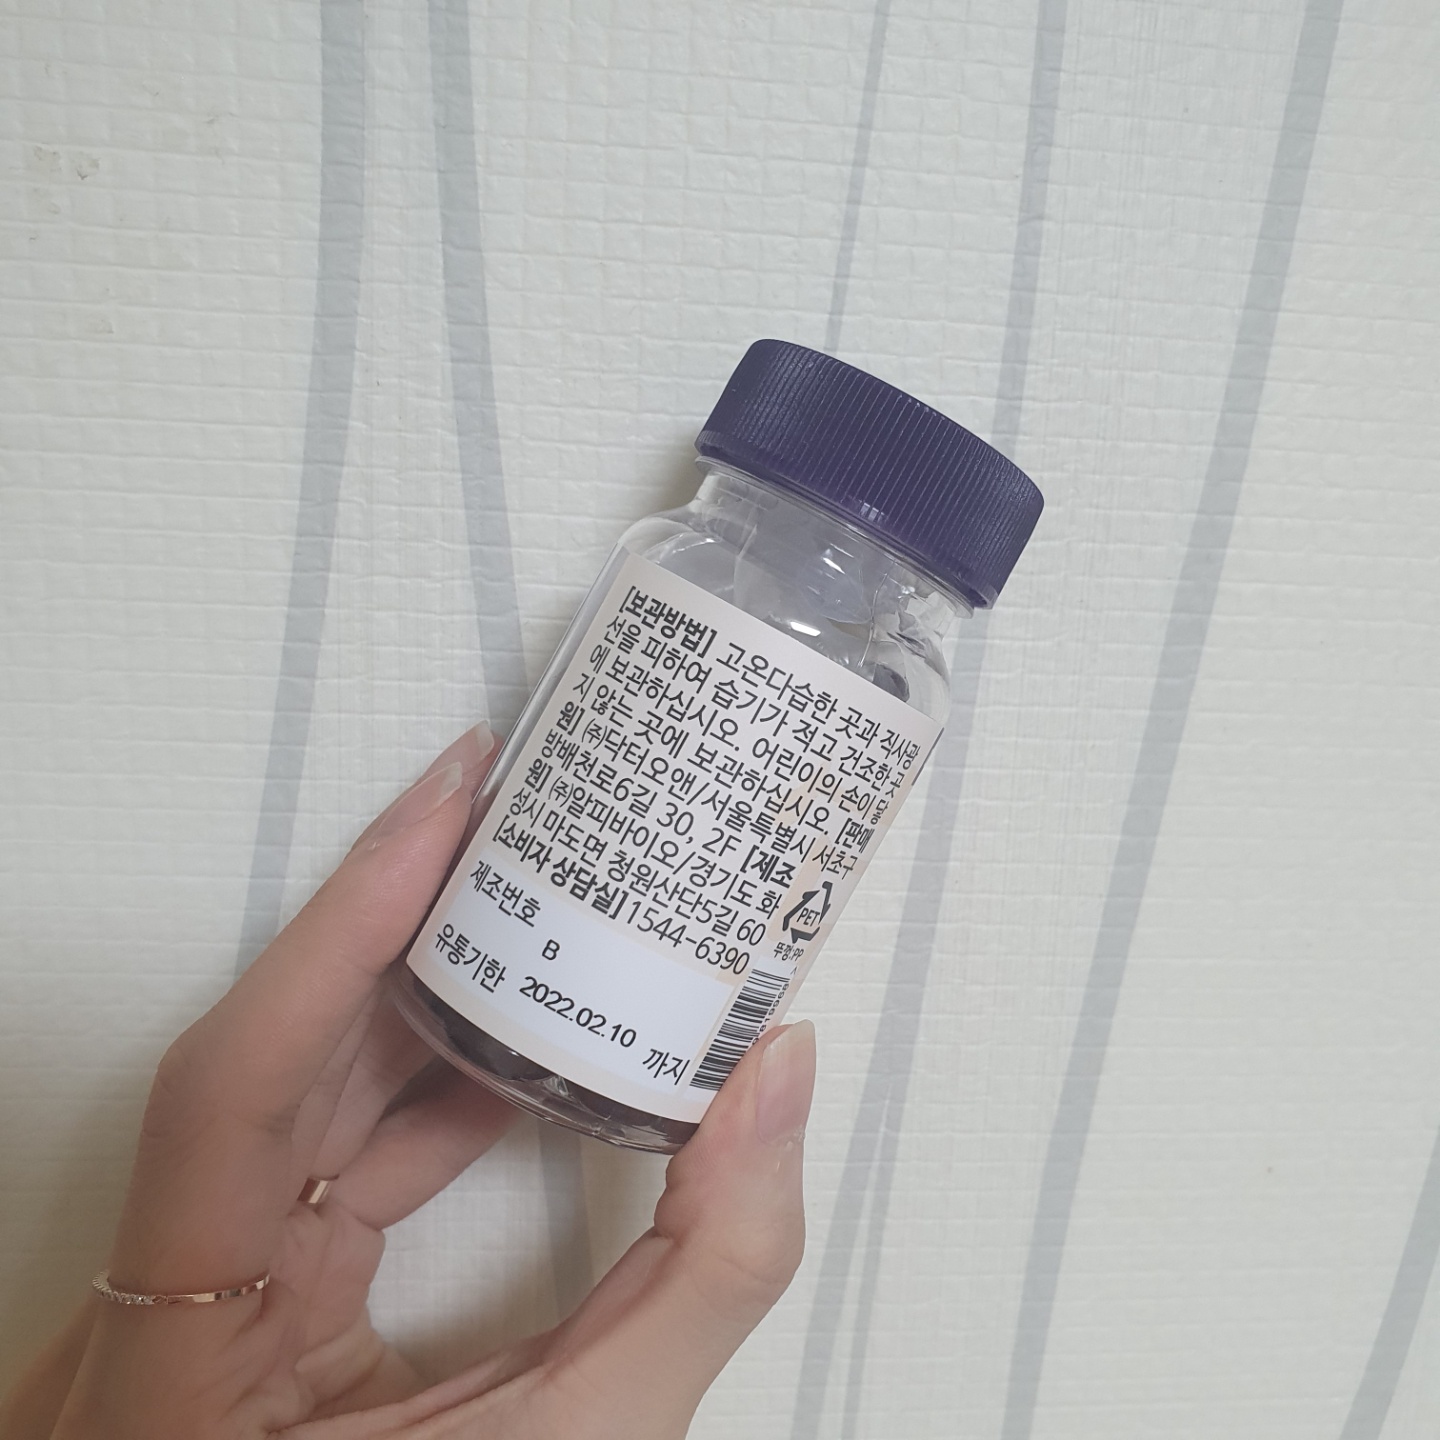 [보관방법] 고온다습한 곳과 직사광
선을 피하여 습기가 적고 건조한 곳
에 보관하십시오. 어린이의 손이 닿
지 않는 곳에 보관하십시오. [판매
원] ㈜닥터오앤/서울특별시 서초구
방배천로6길 30, 2F [제조
원] ㈜알피바이오/경기도 화
성시 마도면 청원산단5길 60
[소비자 상담실] 1544-6390
PET
뚜껑:PP
제조번호
B
유통기한 2022.02.10 까지